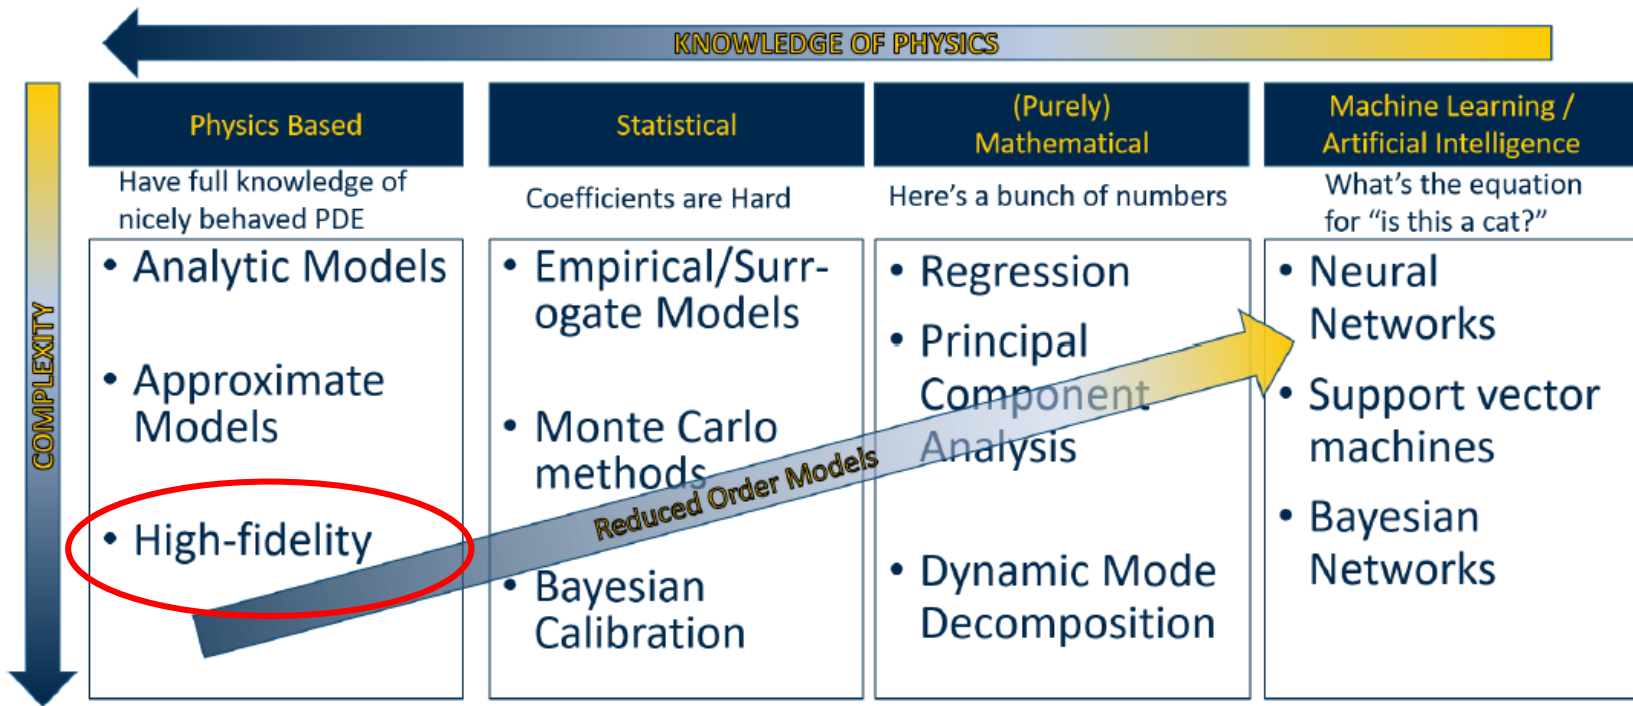 KNOWLEDGE OF PHYSICS
COMPLEXITY
Physics Based
Have full knowledge of
nicely behaved PDE
• Analytic Models
• Approximate
Models
• High-fidelity
Statistical
Coefficients are Hard
• Empirical/Surr-
ogate Models
• Monte Carlo
methods
• Bayesian
Calibration
(Purely)
Mathematical
Here's a bunch of numbers
• Regression
• Principal
Component
Analysis
• Dynamic Mode
Decomposition
Machine Learning /
Artificial Intelligence
What's the equation
for “is this a cat?”
• Neural
Networks
• Support vector
machines
• Bayesian
Networks
Reduced Order Models